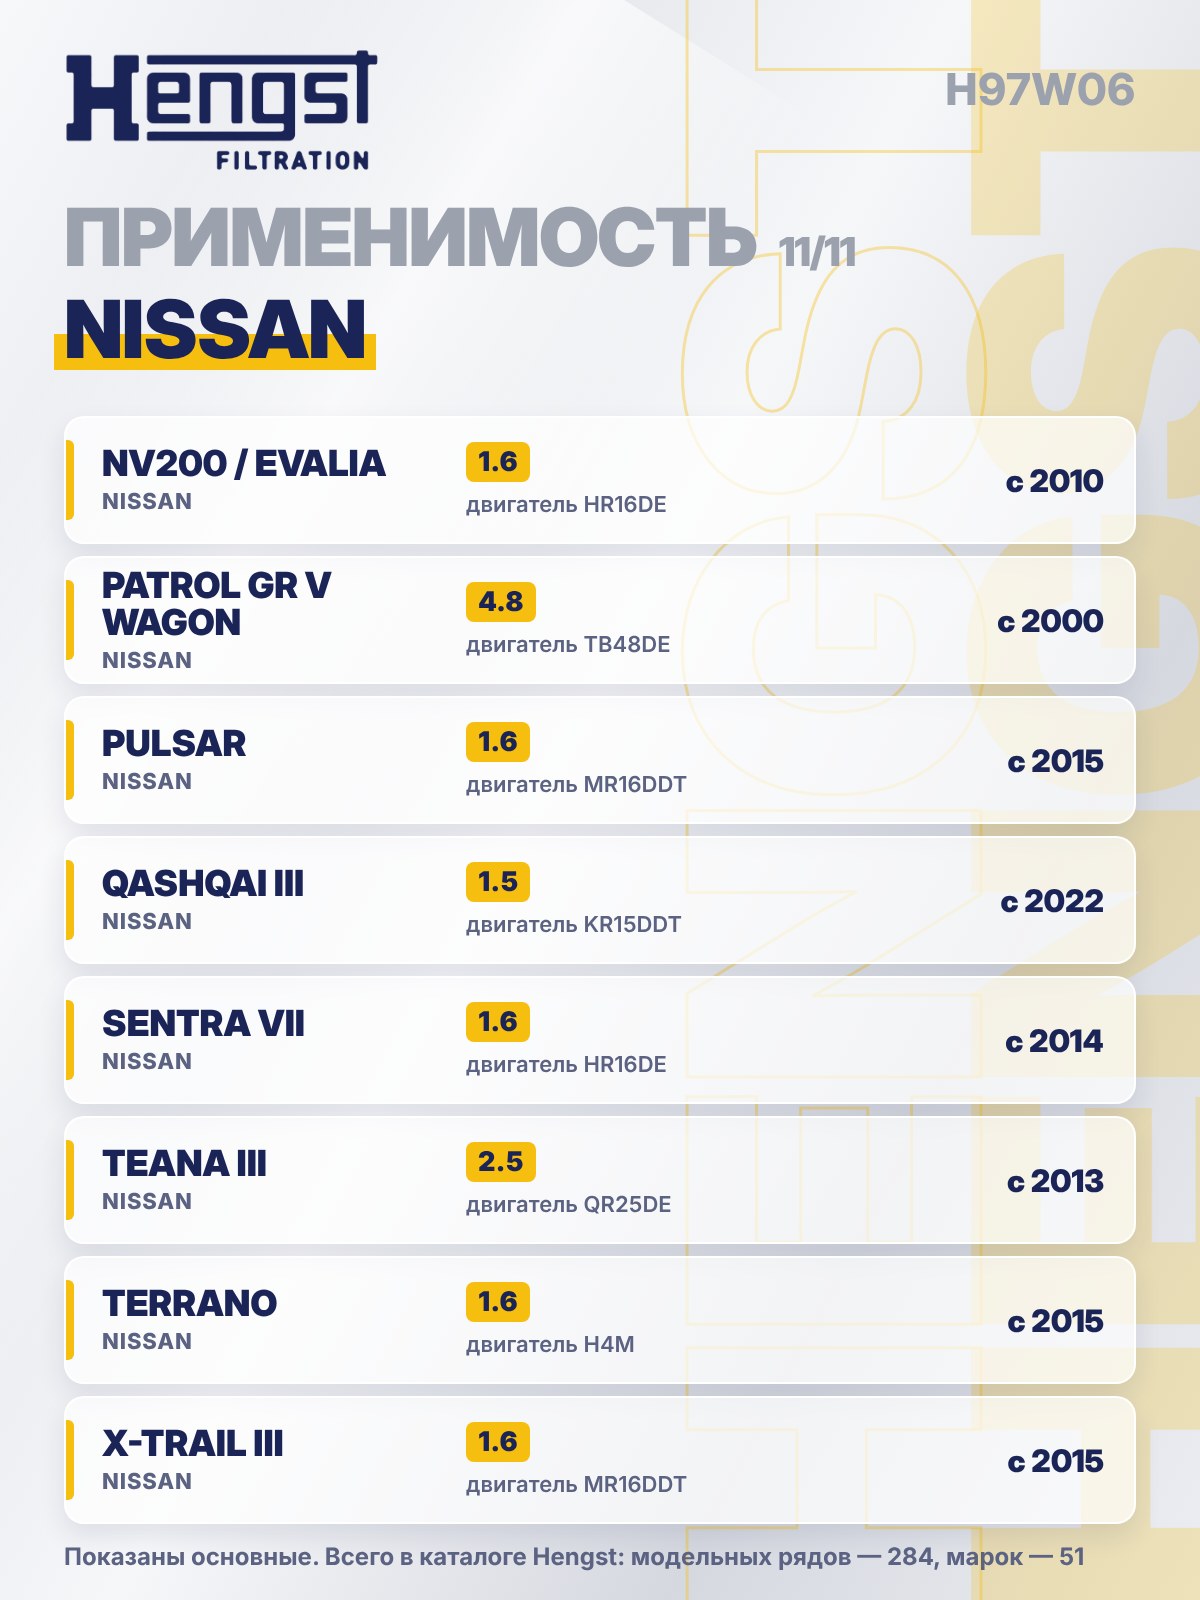 Hengst
FILTRATION
H97W06
ПРИМЕНИМОСТЬ 11/11
NISSAN
NV200 / EVALIA
NISSAN
1.6
двигатель HR16DE
с 2010
PATROL GR V
WAGON
NISSAN
4.8
двигатель TB48DE
с 2000
PULSAR
NISSAN
1.6
двигатель MR16DDT
с 2015
QASHQAI III
NISSAN
1.5
двигатель KR15DDT
с 2022
SENTRA VII
NISSAN
1.6
двигатель HR16DE
с 2014
TEANA III
NISSAN
2.5
двигатель QR25DE
с 2013
TERRANO
NISSAN
1.6
двигатель H4M
с 2015
X-TRAIL III
NISSAN
1.6
двигатель MR16DDT
с 2015
Показаны основные. Всего в каталоге Hengst: модельных рядов — 284, марок — 51
HENGST
HENGST